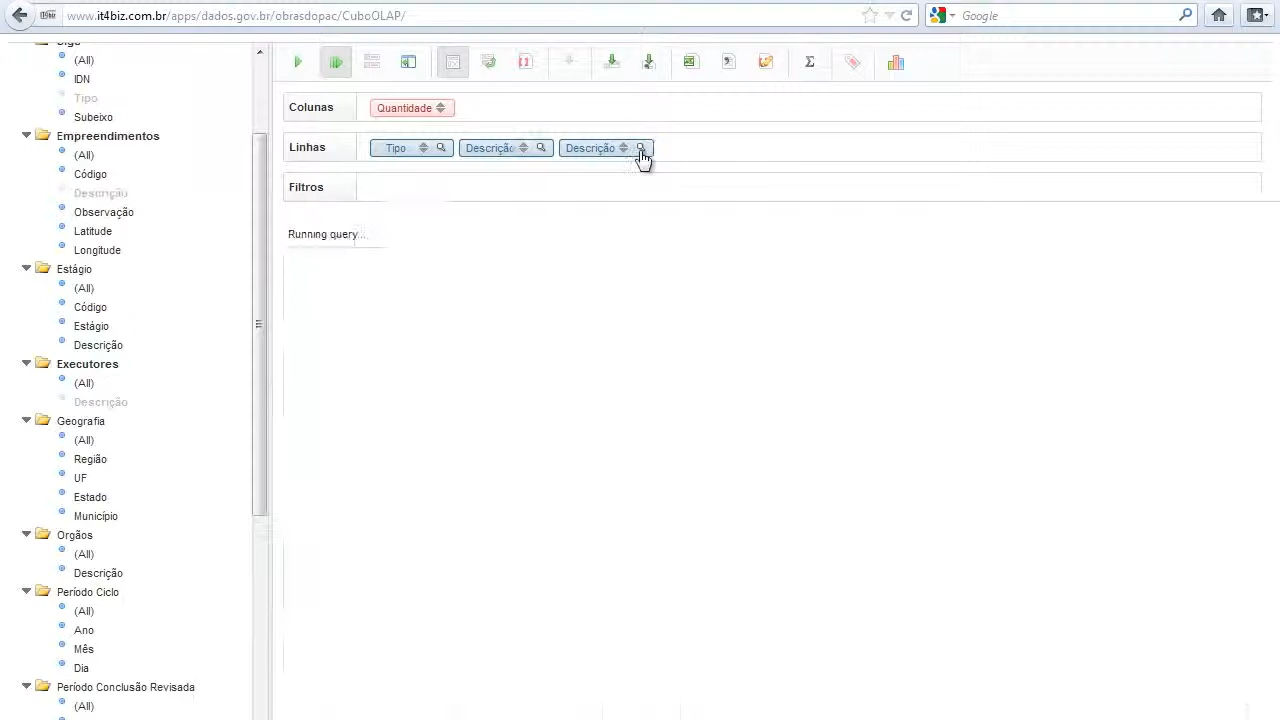 www.it4biz.com.br/apps/dados.gov.br/obrasdopac/CuboOLAP/
Google
(All)
IDN
Tipo
Subeixo
Empreendimentos
(All)
Código
Descrição
Observação
Latitude
Longitude
Estágio
(All)
Código
Estágio
Descrição
Executores
(All)
Descrição
Geografia
(All)
Região
UF
Estado
Município
Orgãos
(All)
Descrição
Período Ciclo
(All)
Ano
Mês
Dia
Período Conclusão Revisada
(All)
Colunas
Quantidade
Linhas
Tipo
Descrição
Descrição
Filtros
Running query...